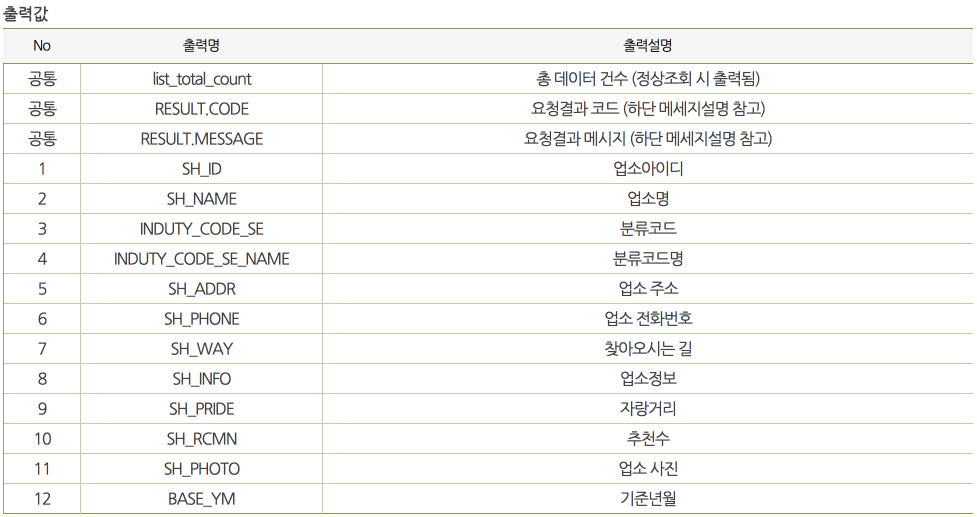 출력값
No 출력명 출력설명
공통 list_total_count 총 데이터 건수 (정상조회 시 출력됨)
공통 RESULT.CODE 요청결과 코드 (하단 메세지설명 참고)
공통 RESULT.MESSAGE 요청결과 메시지 (하단 메세지설명 참고)
1 SH_ID 업소아이디
2 SH_NAME 업소명
3 INDUTY_CODE_SE 분류코드
4 INDUTY_CODE_SE_NAME 분류코드명
5 SH_ADDR 업소 주소
6 SH_PHONE 업소 전화번호
7 SH_WAY 찾아오시는 길
8 SH_INFO 업소정보
9 SH_PRIDE 자랑거리
10 SH_RCMN 추천수
11 SH_PHOTO 업소 사진
12 BASE_YM 기준년월